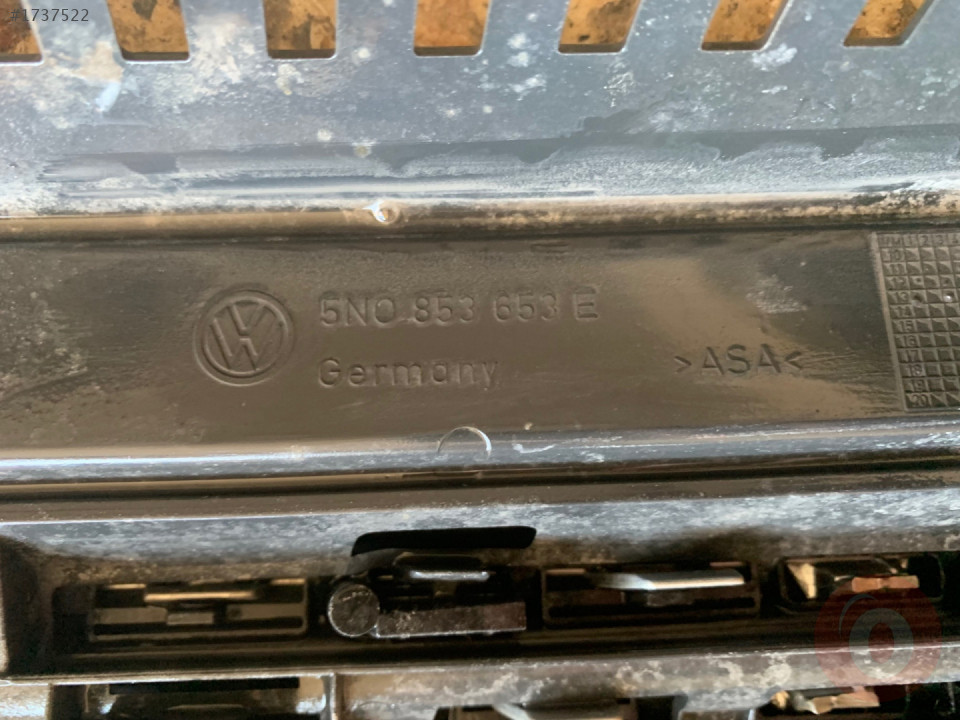 #1737522
5N0 853 653 E
Germany
>ASA<